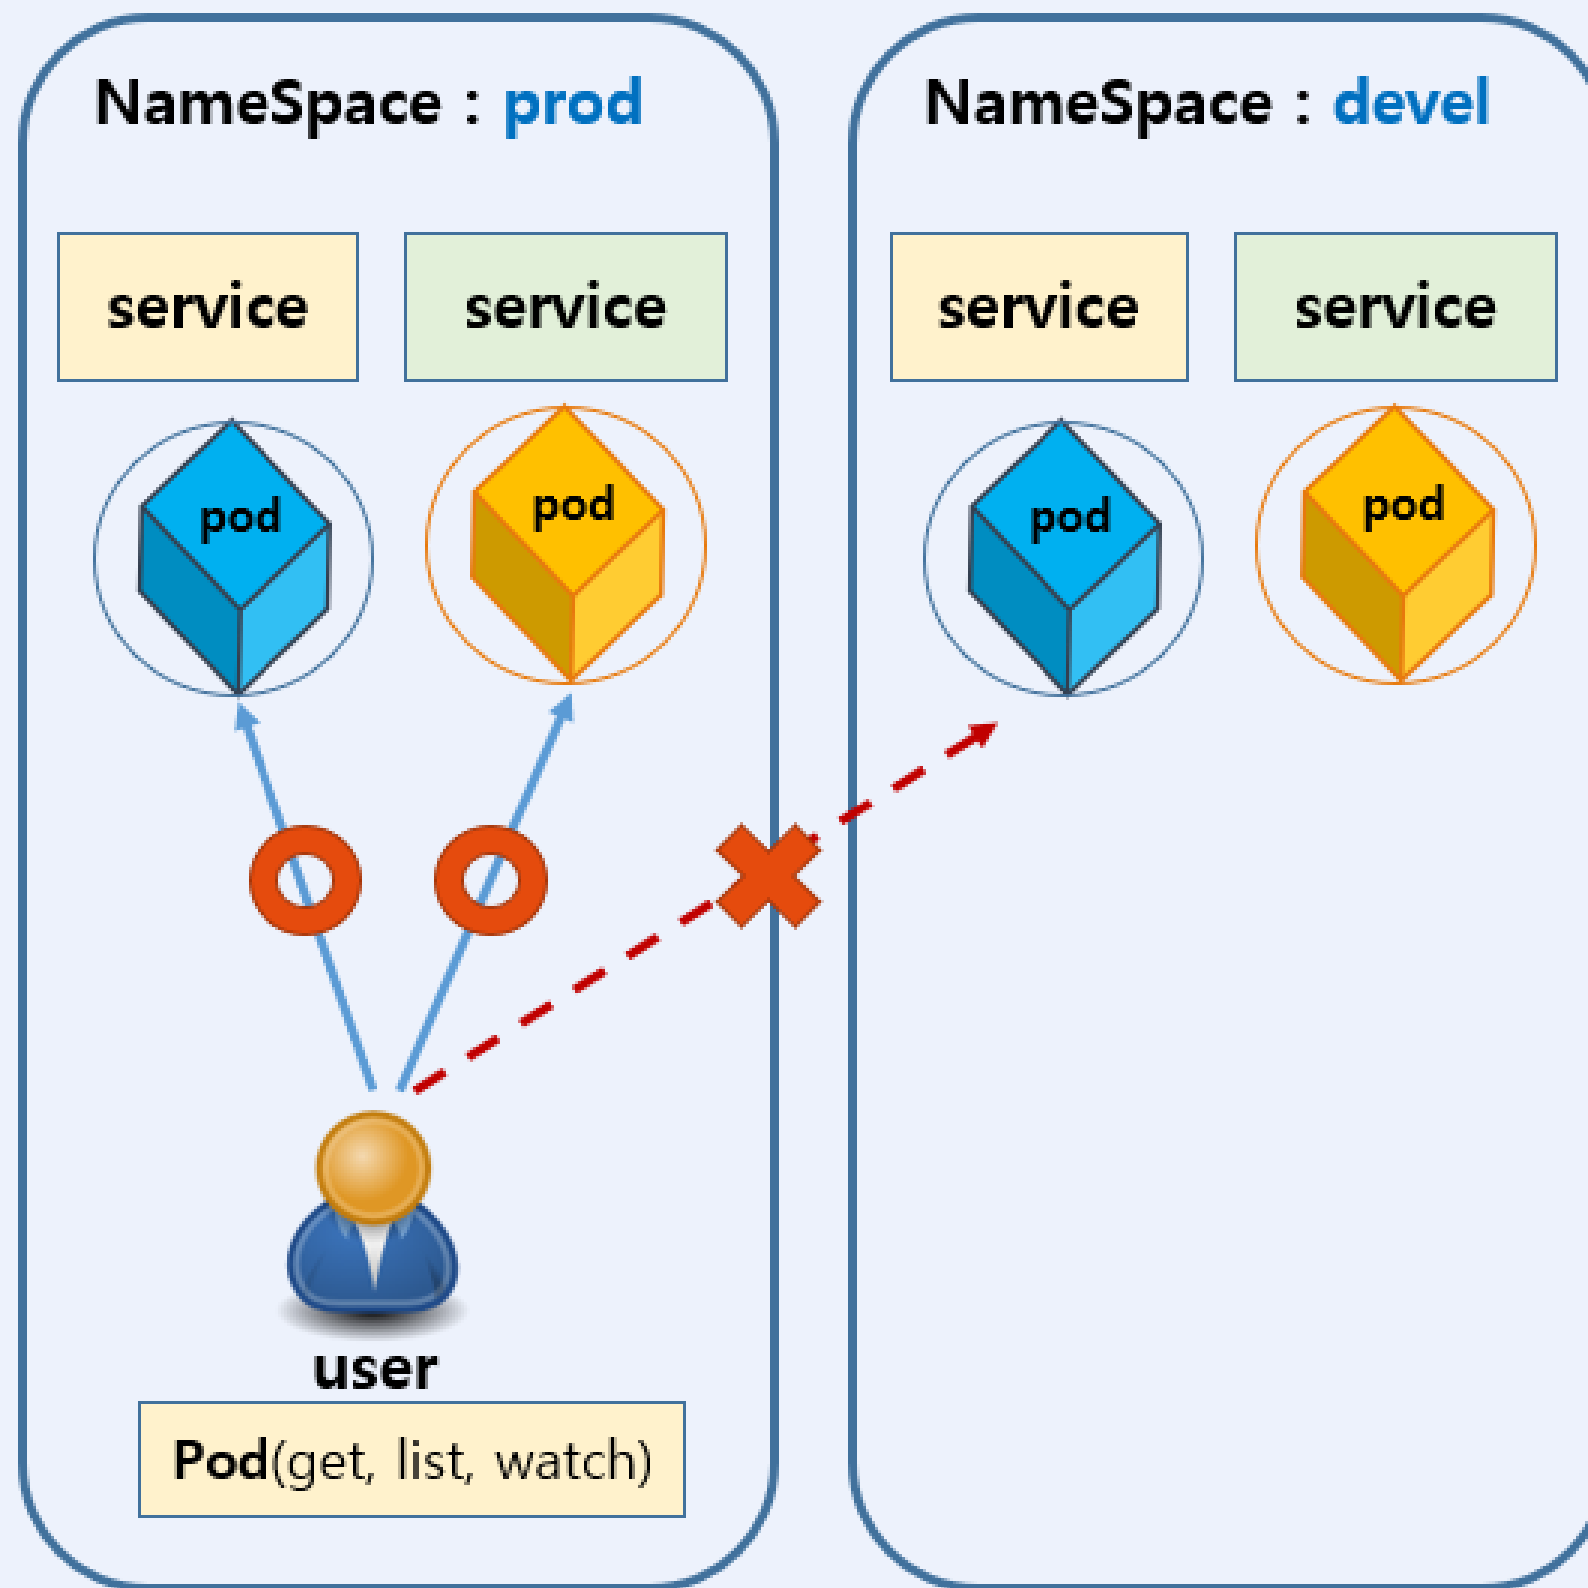 NameSpace : prod
service
service
pod
pod
user
Pod(get, list, watch)
NameSpace : devel
service
service
pod
pod